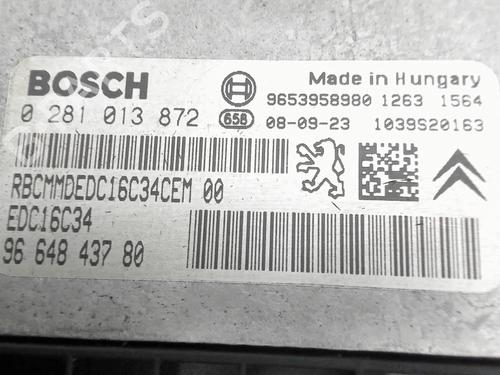 BOSCH
Made in Hungary
9653958980 1263 1564
0 281 013 872 658 08-09-23 1039S20163
RBCMMDEDC16C34CEM 00
EDC16C34
96 648 437 80